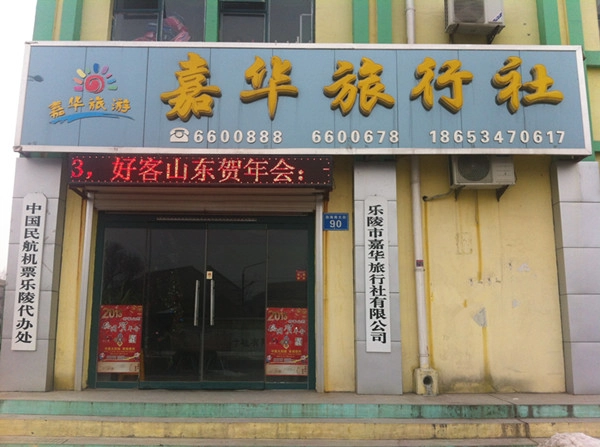 嘉华旅行社
嘉华旅游
6600888 6600678 18653470617
3，好客山东贺年会：
中国民航机票乐陵代办处
90
乐陵市嘉华旅行社有限公司